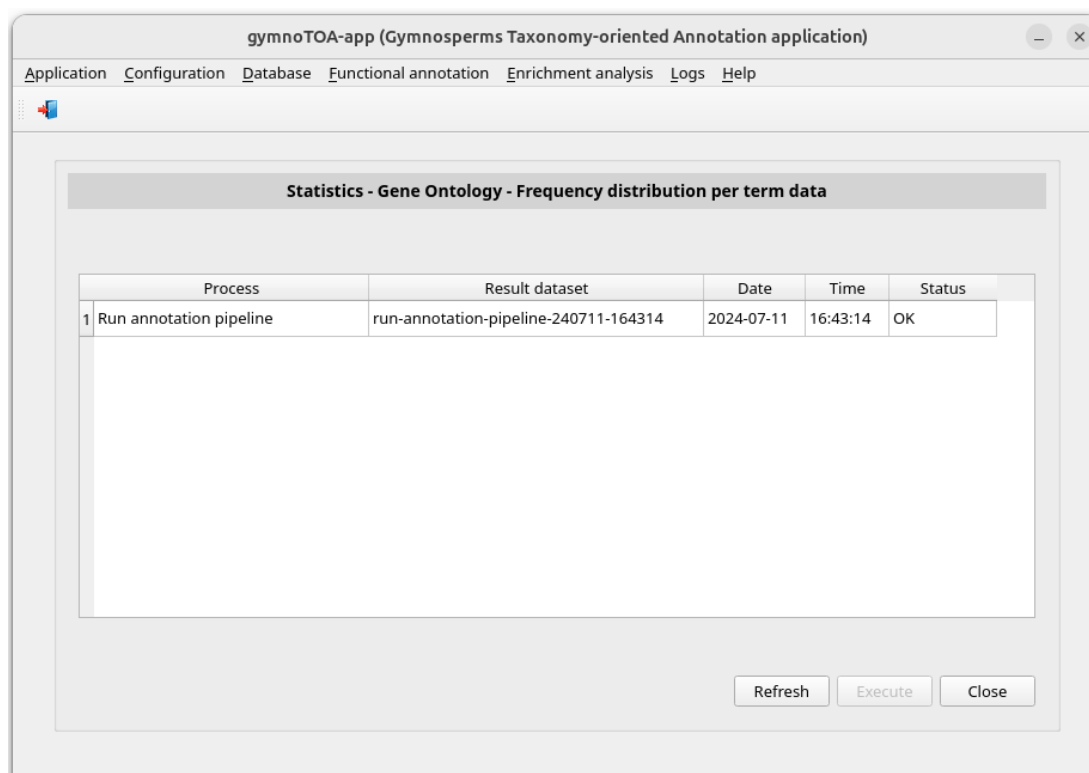 gymnoTOA-app (Gymnosperms Taxonomy-oriented Annotation application)
Application Configuration Database Functional annotation Enrichment analysis Logs Help
Statistics - Gene Ontology - Frequency distribution per term data
Process Result dataset Date Time Status
1 Run annotation pipeline run-annotation-pipeline-240711-164314 2024-07-11 16:43:14 OK
Refresh Execute Close